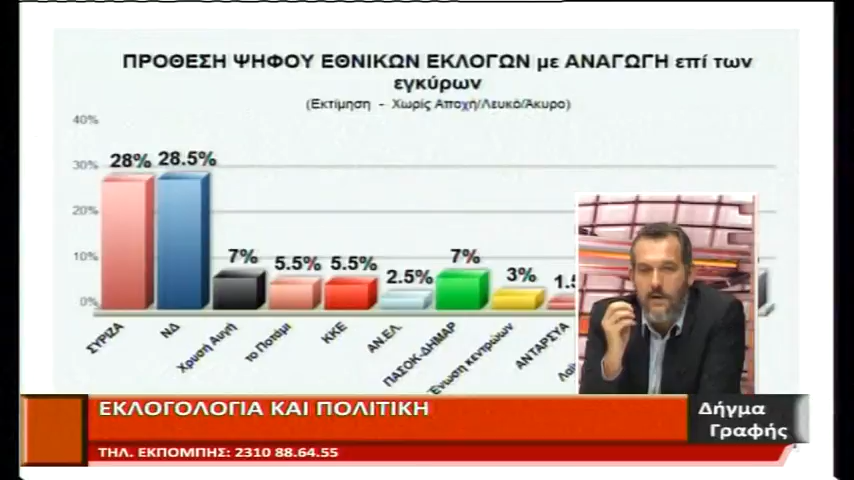 ΠΡΟΘΕΣΗ ΨΗΦΟΥ ΕΘΝΙΚΩΝ ΕΚΛΟΓΩΝ με ΑΝΑΓΩΓΗ επί των
εγκύρων
(Εκτίμηση - Χωρίς Αποχή/Λευκό/Άκυρο)
40%
30%
20%
10%
0%
28% 28.5% 7% 5.5% 5.5% 2.5% 7% 3%
ΣΥΡΙΖΑ ΝΔ Χρυσή Αυγή το Ποτάμι ΚΚΕ ΑΝ.ΕΛ. ΠΑΣΟΚ-ΔΗΜΑΡ Ένωση κεντρώων ΑΝΤΑΡΣΥΑ
ΕΚΛΟΓΟΛΟΓΙΑ ΚΑΙ ΠΟΛΙΤΙΚΗ
Δήγμα
Γραφής
ΤΗΛ. ΕΚΠΟΜΠΗΣ: 2310 88.64.55